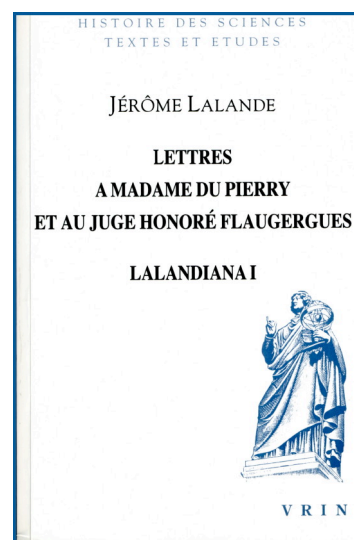 HISTOIRE DES SCIENCES
TEXTES ET ETUDES
JÉRÔME LALANDE
LETTRES
A MADAME DU PIERRY
ET AU JUGE HONORÉ FLAUGERGUES
LALANDIANA I
VRIN